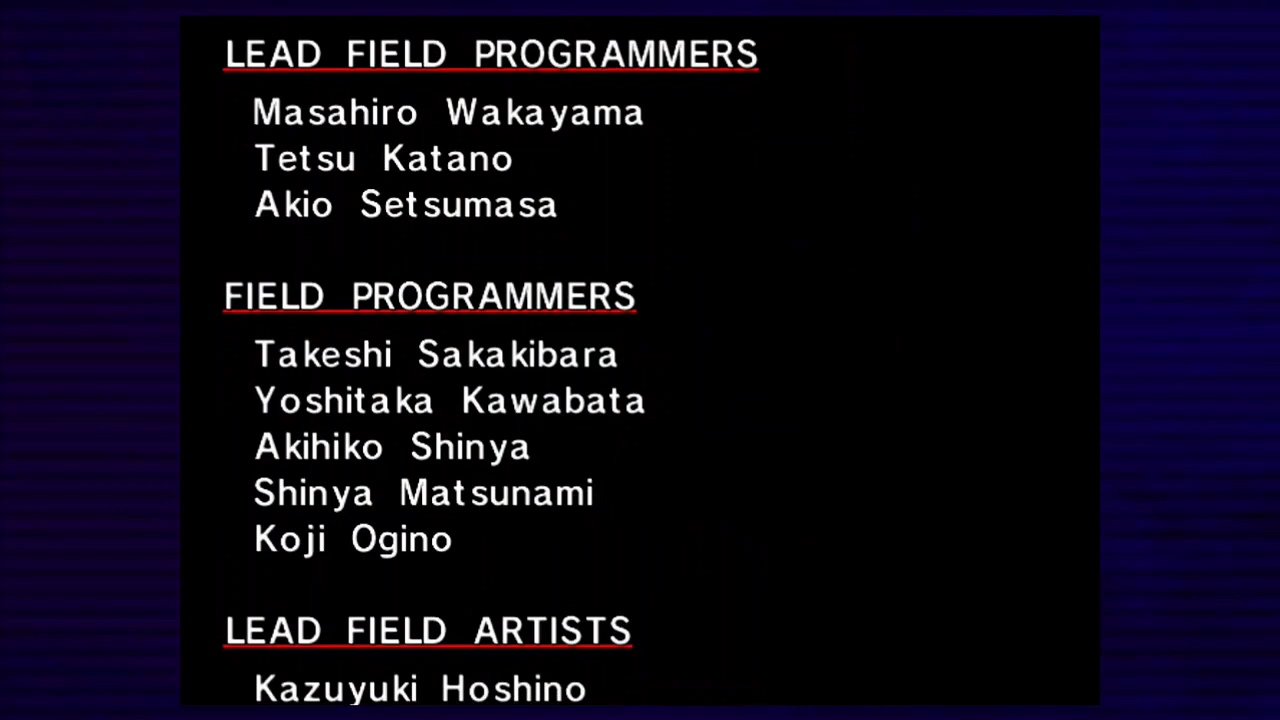 LEAD FIELD PROGRAMMERS
Masahiro Wakayama
Tetsu Katano
Akio Setsumasa
FIELD PROGRAMMERS
Takeshi Sakakibara
Yoshitaka Kawabata
Akihiko Shinya
Shinya Matsunami
Koji Ogino
LEAD FIELD ARTISTS
Kazuyuki Hoshino